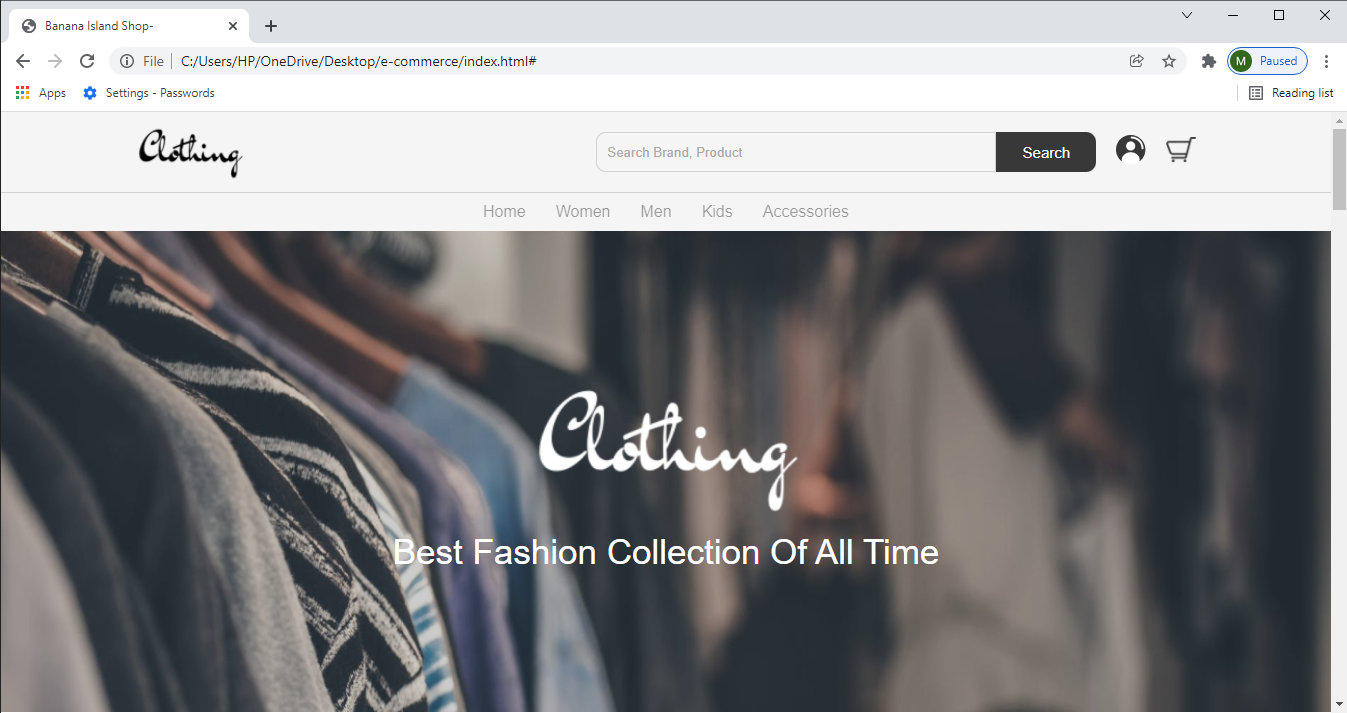 Banana Island Shop-
File
C:/Users/HP/OneDrive/Desktop/e-commerce/index.html#
M Paused
Apps
Settings - Passwords
Reading list
Clothing
Search Brand, Product
Search
Home Women Men Kids Accessories
Clothing
Best Fashion Collection Of All Time